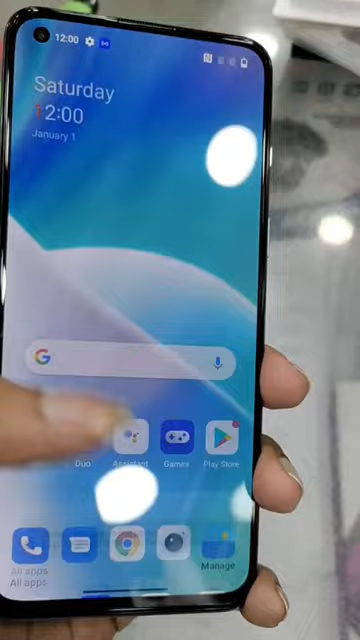 12:00
Saturday
12:00
January 1
G
Duo
Assistant
Games
Play Store
All apps
All apps
Manage